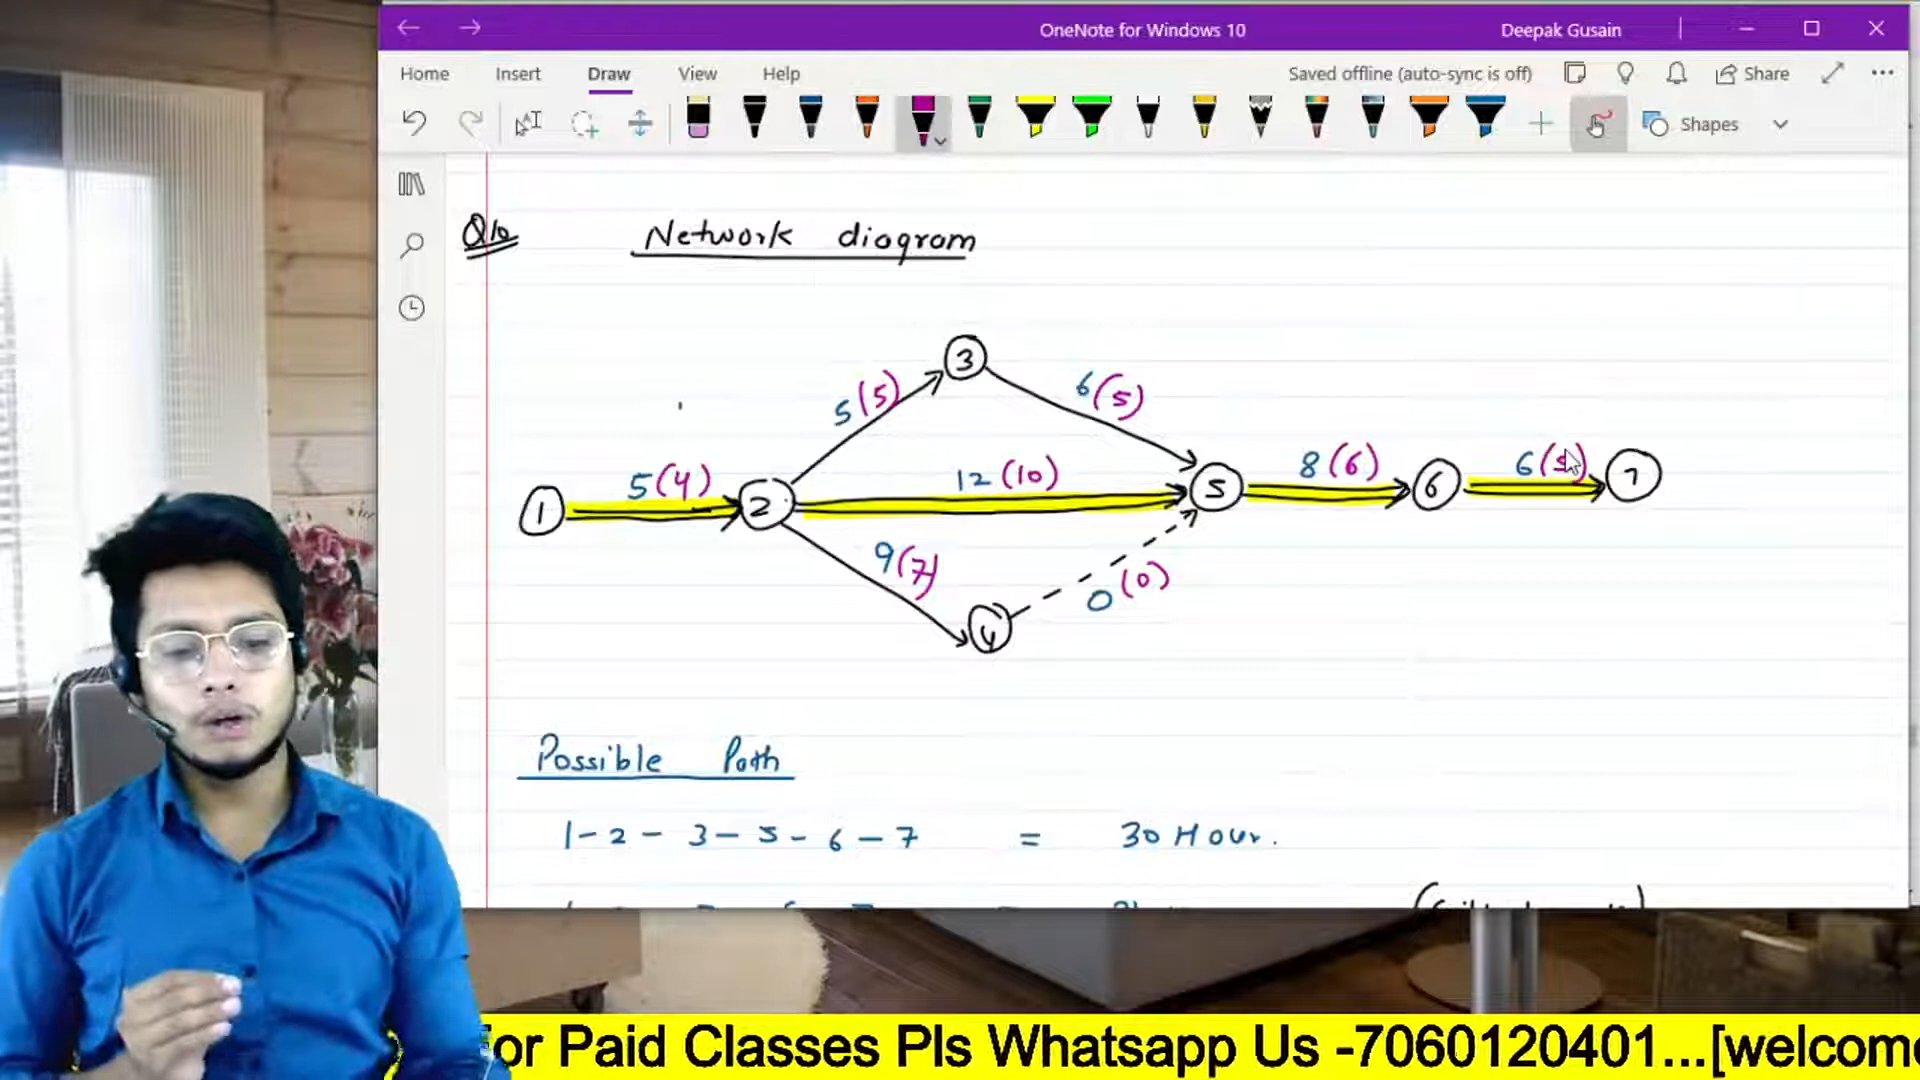 OneNote for Windows 10
Deepak Gusain
Home Insert Draw View Help
Saved offline (auto-sync is off)
Share
Shapes
Q10
Network diagram
3
5(5)
6(5)
5(4)
12(10)
8(6)
6(5)
1
2
5
6
7
9(7)
0(0)
4
Possible Path
1-2-3-5-6-7 = 30 Hour.
For Paid Classes Pls Whatsapp Us -7060120401...[welcome